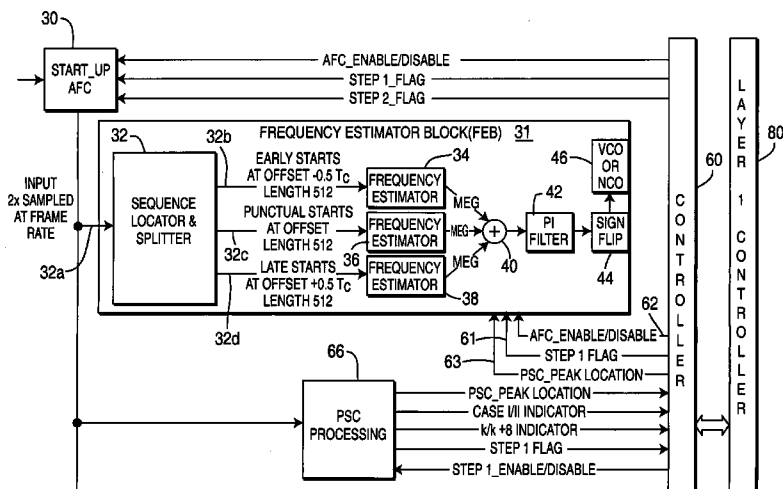 30
START_UP
AFC
AFC_ENABLE/DISABLE
STEP 1_FLAG
STEP 2_FLAG
FREQUENCY ESTIMATOR BLOCK(FEB) 31
32
SEQUENCE
LOCATOR &
SPLITTER
INPUT
2x SAMPLED
AT FRAME
RATE
32a
32b
EARLY STARTS
AT OFFSET -0.5 Tc
LENGTH 512
PUNCTUAL STARTS
AT OFFSET
LENGTH 512
32c
LATE STARTS
AT OFFSET +0.5 Tc
LENGTH 512
32d
34
FREQUENCY
ESTIMATOR
36
FREQUENCY
ESTIMATOR
FREQUENCY
ESTIMATOR
38
MEG
MEG
MEG
+
40
42
PI
FILTER
SIGN
FLIP
44
46
VCO
OR
NCO
60
CONTROLLER
80
LAYER 1 CONTROLLER
61
62
63
AFC_ENABLE/DISABLE
STEP 1 FLAG
PSC_PEAK LOCATION
66
PSC
PROCESSING
PSC_PEAK LOCATION
CASE I/II INDICATOR
k/k +8 INDICATOR
STEP 1 FLAG
STEP 1_ENABLE/DISABLE